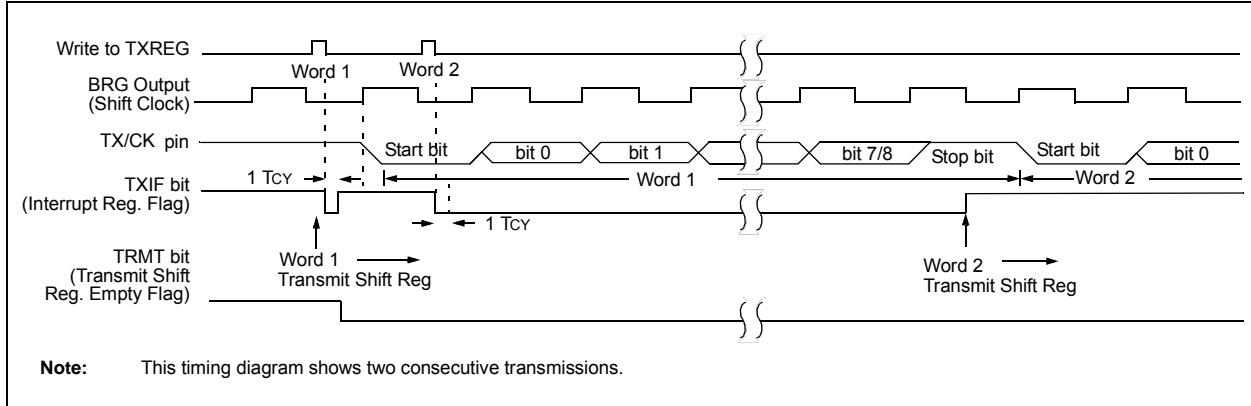 Write to TXREG
Word 1
Word 2
BRG Output
(Shift Clock)
TX/CK pin
Start bit
bit 0
bit 1
bit 7/8
Stop bit
Start bit
bit 0
1 TCY
Word 1
Word 2
TXIF bit
(Interrupt Reg. Flag)
1 TCY
Word 1
Transmit Shift Reg
Word 2
Transmit Shift Reg
TRMT bit
(Transmit Shift
Reg. Empty Flag)
Note: This timing diagram shows two consecutive transmissions.